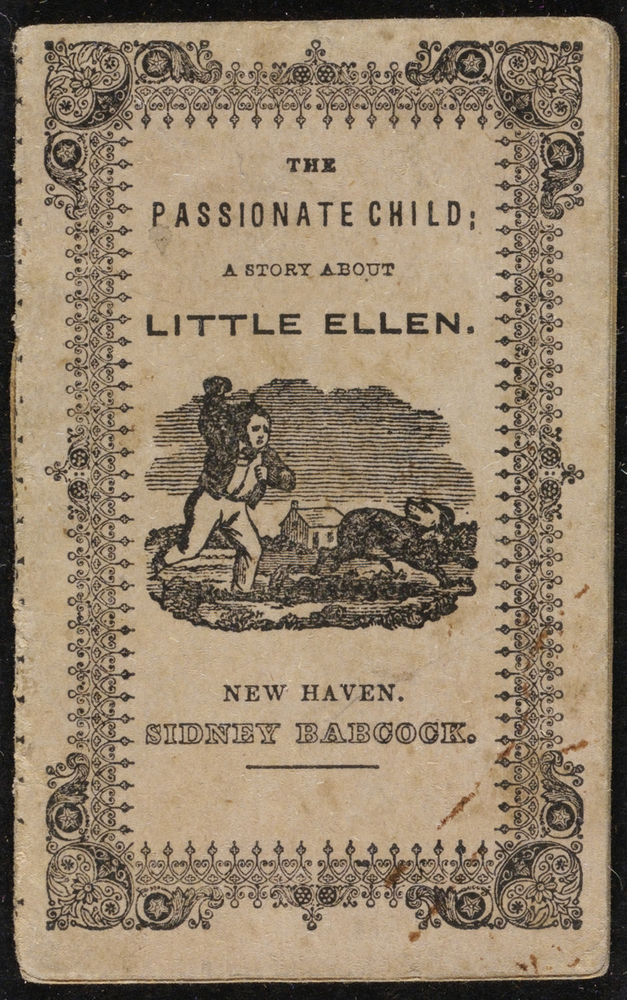 THE
PASSIONATE CHILD;
A STORY ABOUT
LITTLE ELLEN.
NEW HAVEN.
SIDNEY BABCOCK.